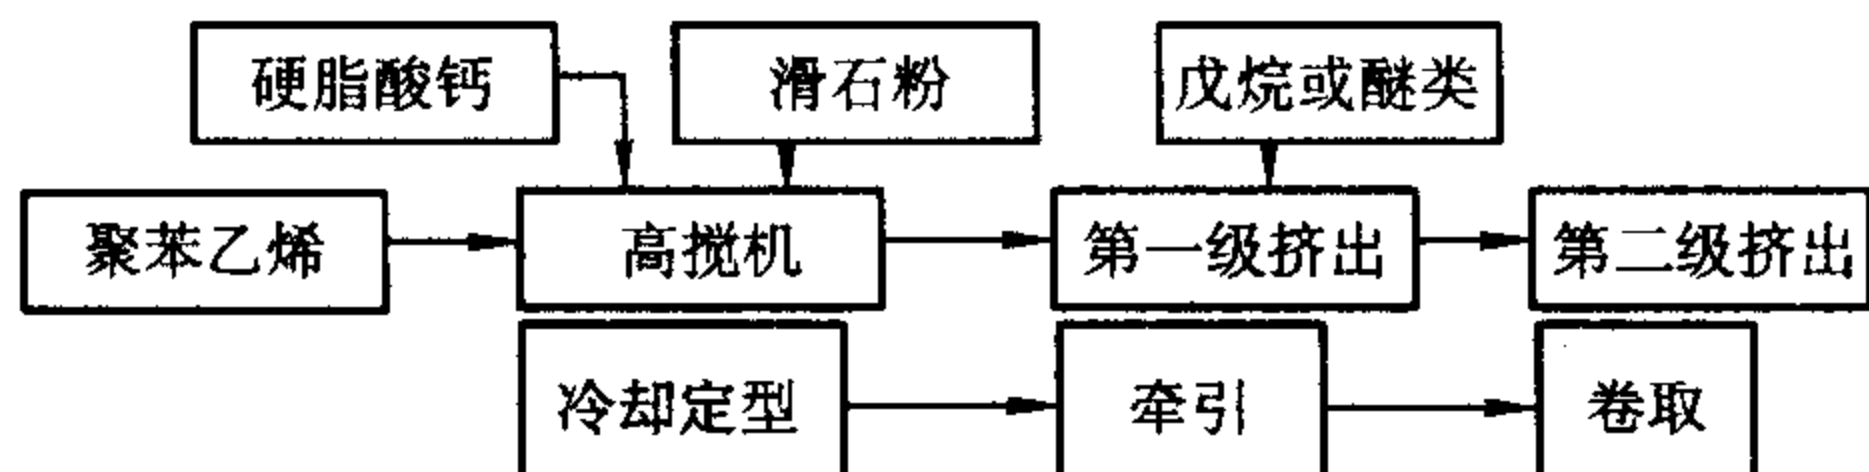 硬脂酸钙
滑石粉
戊烷或醚类
聚苯乙烯
高搅机
第一级挤出
第二级挤出
冷却定型
牵引
卷取